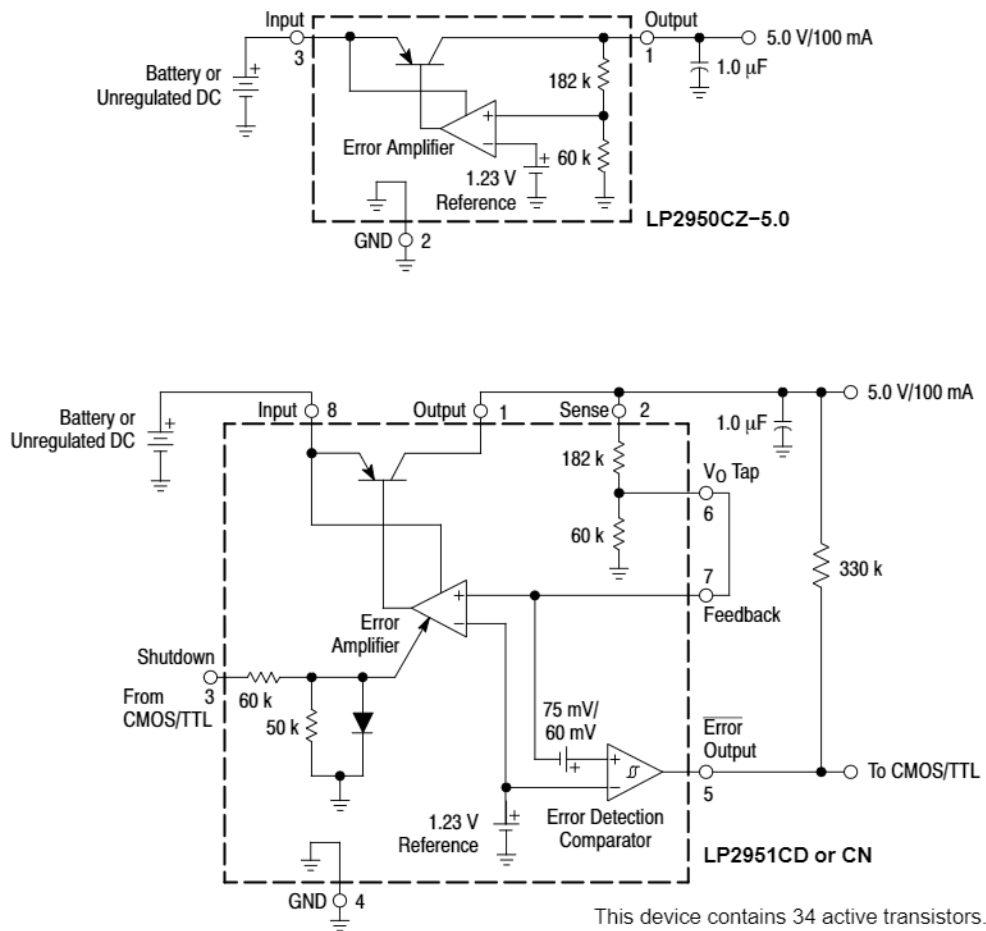 Input
Output
3
1
5.0 V/100 mA
Battery or
Unregulated DC
+
182 k
1.0 µF
+
−
Error Amplifier
60 k
+
1.23 V
Reference
GND
2
LP2950CZ−5.0
5.0 V/100 mA
Battery or
Unregulated DC
+
Input
8
Output
1
Sense
2
1.0 µF
182 k
VO Tap
6
60 k
330 k
7
Feedback
+
−
Error
Amplifier
Shutdown
3
From
CMOS/TTL
60 k
50 k
75 mV/
60 mV
+
+
−
Error
Output
5
To CMOS/TTL
1.23 V
Reference
+
Error Detection
Comparator
LP2951CD or CN
GND
4
This device contains 34 active transistors.